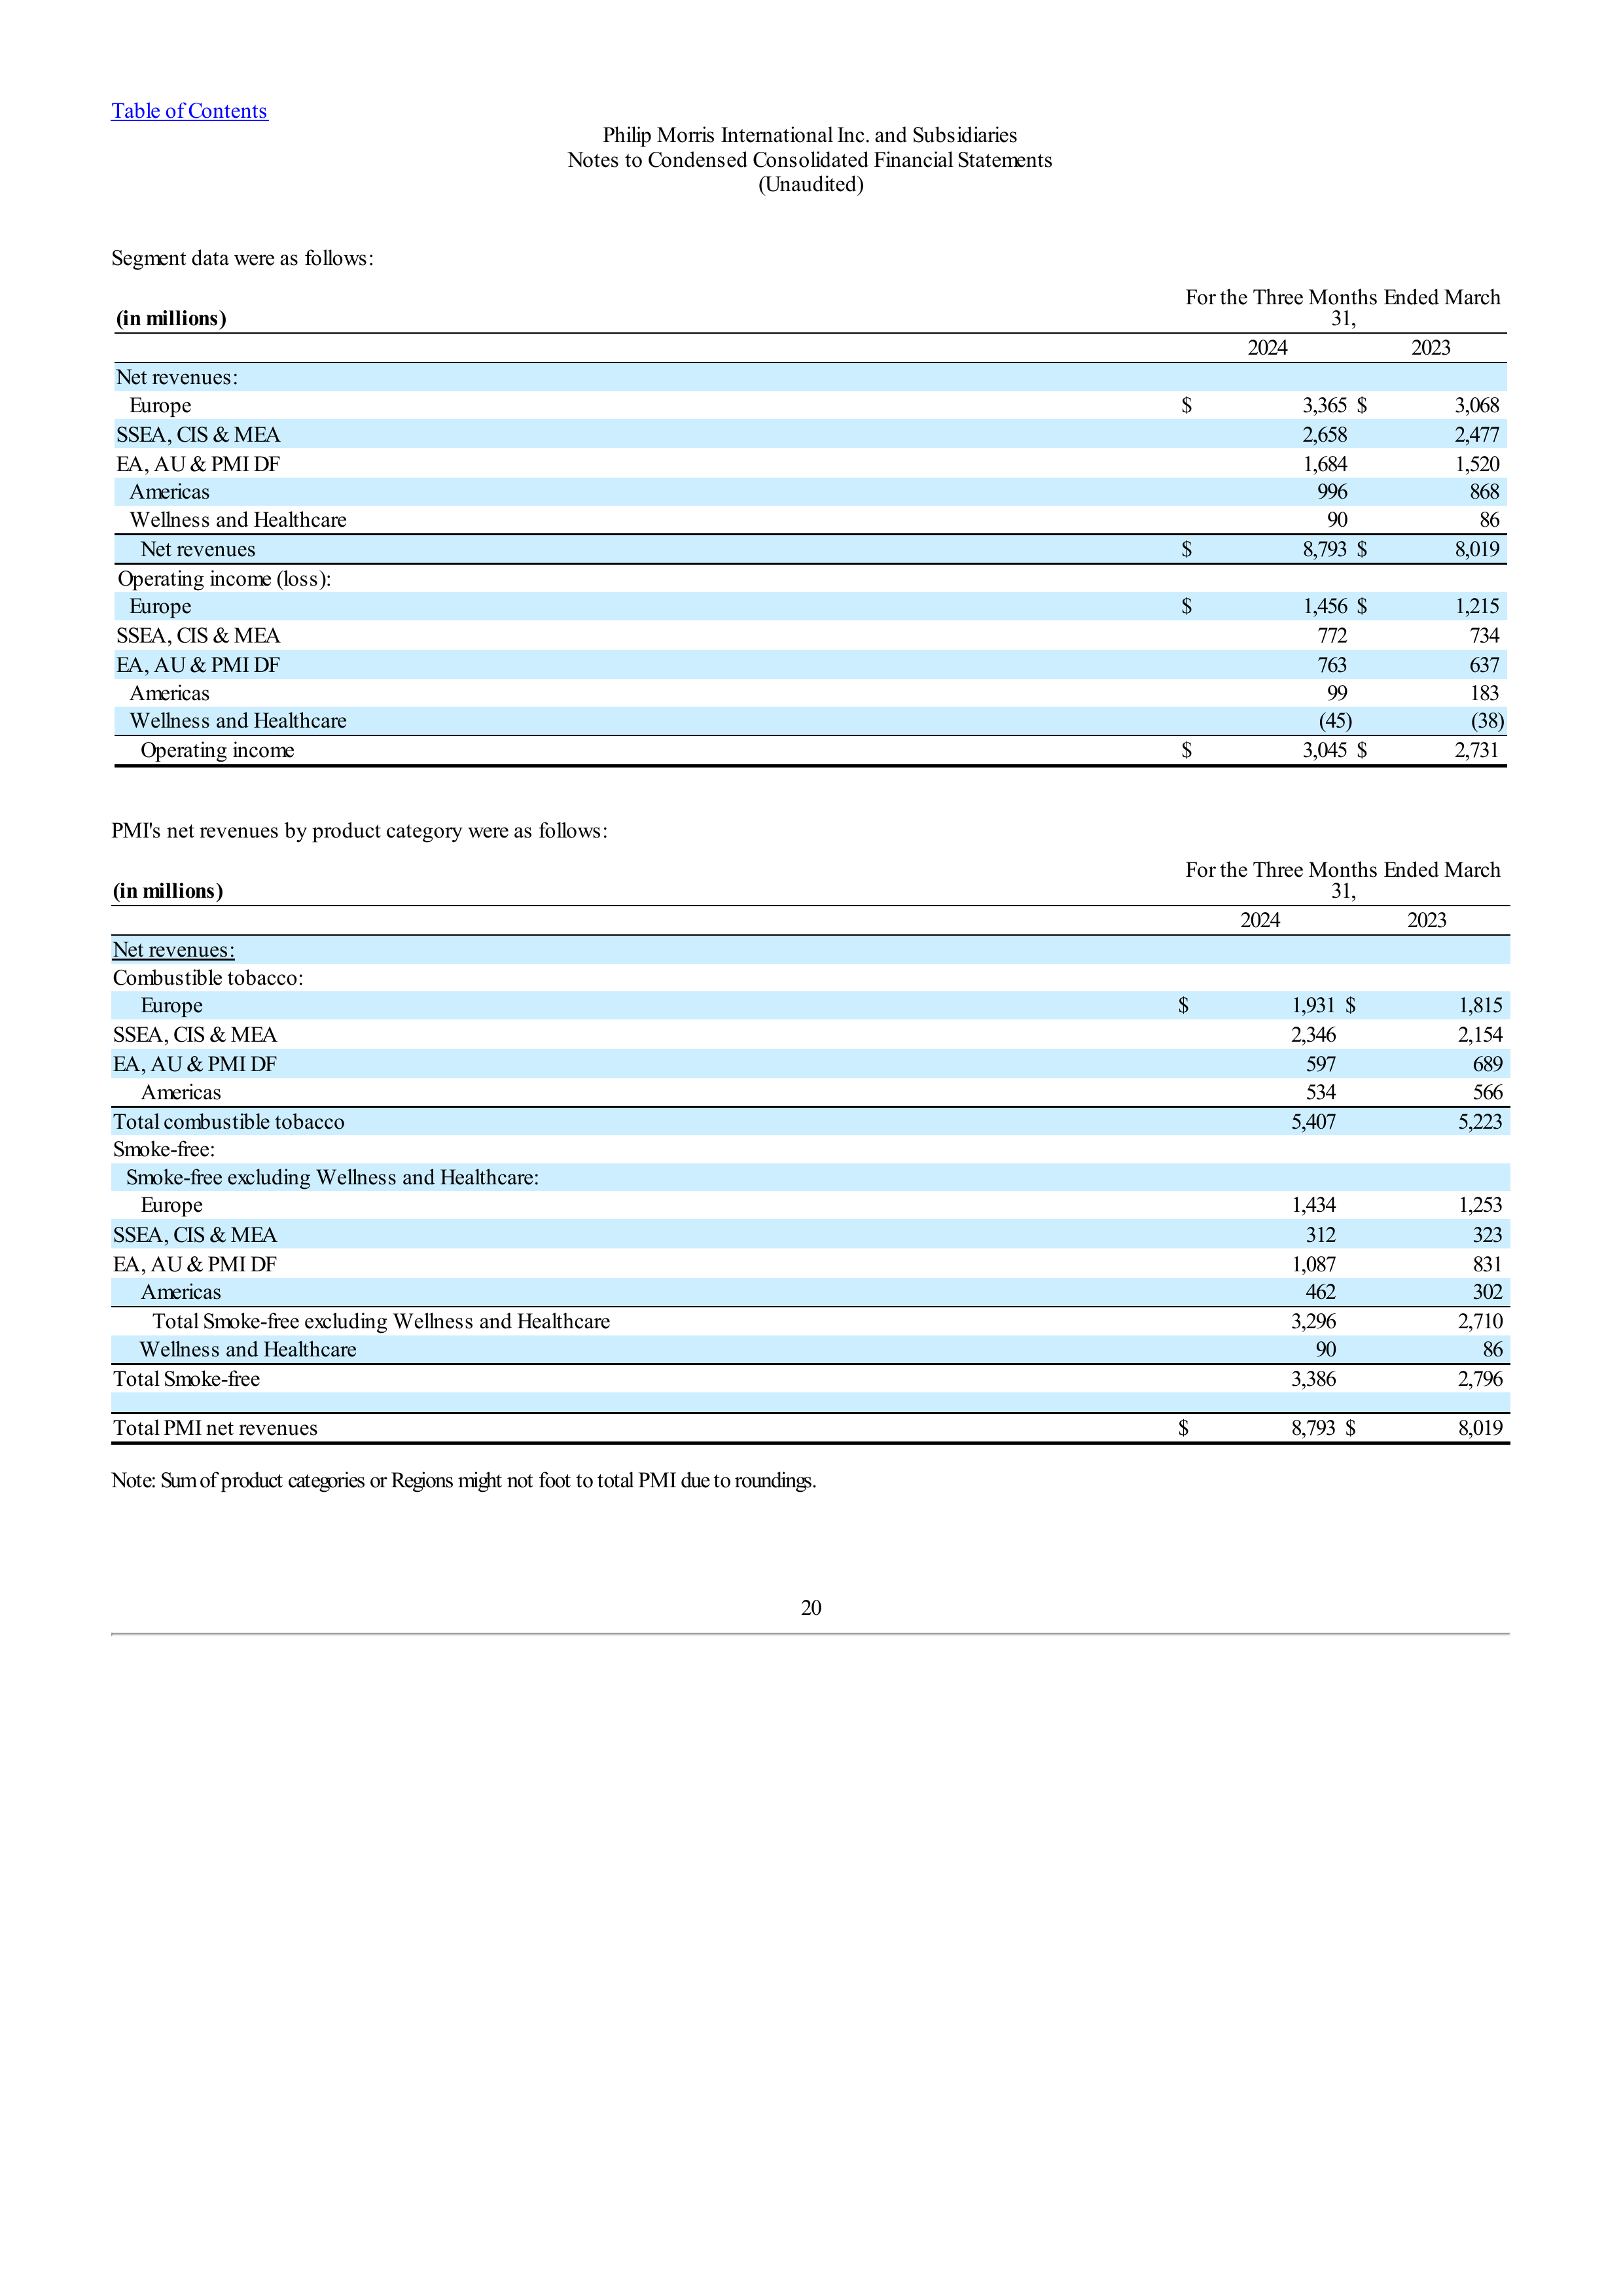 Table of Contents
Philip Morris International Inc. and Subsidiaries
Notes to Condensed Consolidated Financial Statements
(Unaudited)
Segment data were as follows:
(in millions) For the Three Months Ended March 31,
2024 2023
Net revenues:
Europe $ 3,365 $ 3,068
SSEA, CIS & MEA 2,658 2,477
EA, AU & PMI DF 1,684 1,520
Americas 996 868
Wellness and Healthcare 90 86
Net revenues $ 8,793 $ 8,019
Operating income (loss):
Europe $ 1,456 $ 1,215
SSEA, CIS & MEA 772 734
EA, AU & PMI DF 763 637
Americas 99 183
Wellness and Healthcare (45) (38)
Operating income $ 3,045 $ 2,731
PMI's net revenues by product category were as follows:
(in millions) For the Three Months Ended March 31,
2024 2023
Net revenues:
Combustible tobacco:
Europe $ 1,931 $ 1,815
SSEA, CIS & MEA 2,346 2,154
EA, AU & PMI DF 597 689
Americas 534 566
Total combustible tobacco 5,407 5,223
Smoke-free:
Smoke-free excluding Wellness and Healthcare:
Europe 1,434 1,253
SSEA, CIS & MEA 312 323
EA, AU & PMI DF 1,087 831
Americas 462 302
Total Smoke-free excluding Wellness and Healthcare 3,296 2,710
Wellness and Healthcare 90 86
Total Smoke-free 3,386 2,796
Total PMI net revenues $ 8,793 $ 8,019
Note: Sum of product categories or Regions might not foot to total PMI due to roundings.
20